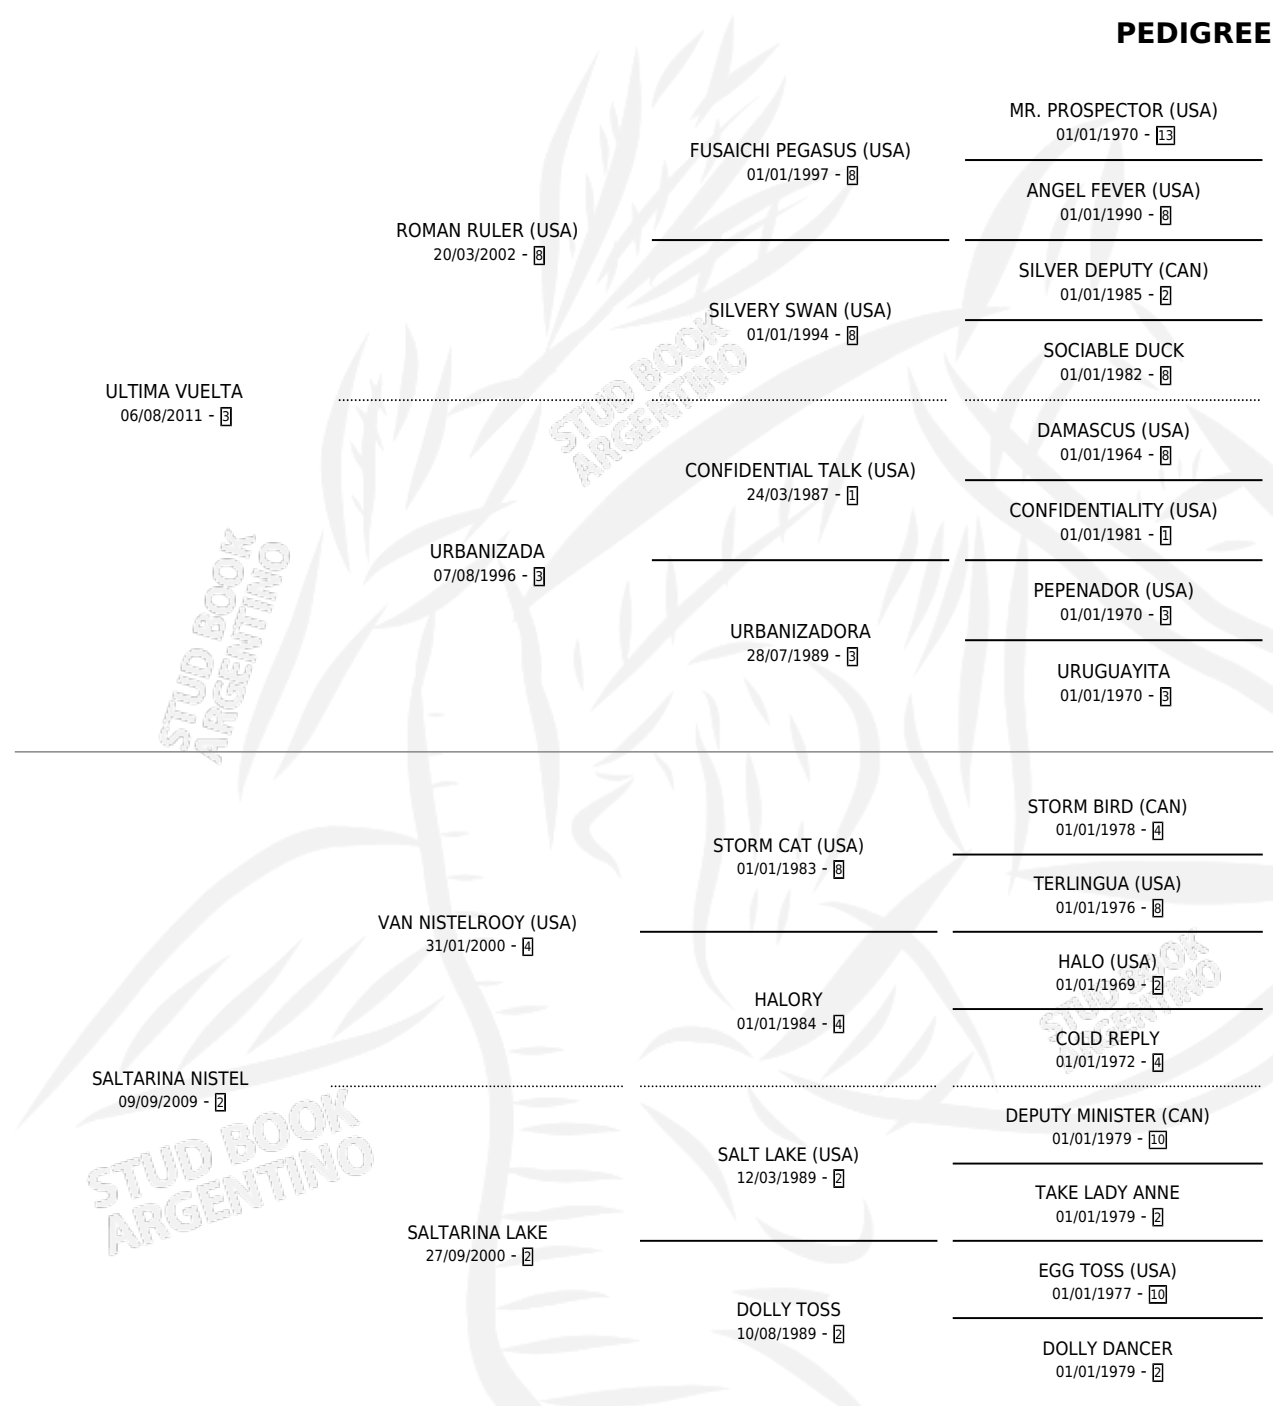 PEDIGREE
MR. PROSPECTOR (USA)
01/01/1970 - 13
FUSAICHI PEGASUS (USA)
01/01/1997 - 8
ANGEL FEVER (USA)
01/01/1990 - 8
ROMAN RULER (USA)
20/03/2002 - 8
SILVER DEPUTY (CAN)
01/01/1985 - 2
SILVERY SWAN (USA)
01/01/1994 - 8
SOCIABLE DUCK
01/01/1982 - 8
ULTIMA VUELTA
06/08/2011 - 3
STUD BOOK
ARGENTINO
DAMASCUS (USA)
01/01/1964 - 8
CONFIDENTIAL TALK (USA)
24/03/1987 - 1
CONFIDENTIALITY (USA)
01/01/1981 - 1
URBANIZADA
07/08/1996 - 3
PEPENADOR (USA)
01/01/1970 - 3
URBANIZADORA
28/07/1989 - 3
URUGUAYITA
01/01/1970 - 3
STUD BOOK
ARGENTINO
STORM BIRD (CAN)
01/01/1978 - 4
STORM CAT (USA)
01/01/1983 - 8
TERLINGUA (USA)
01/01/1976 - 8
VAN NISTELROOY (USA)
31/01/2000 - 4
HALO (USA)
01/01/1969 - 2
HALORY
01/01/1984 - 4
STUD BOOK
ARGENTINO
COLD REPLY
01/01/1972 - 4
SALTARINA NISTEL
09/09/2009 - 2
DEPUTY MINISTER (CAN)
01/01/1979 - 10
SALT LAKE (USA)
12/03/1989 - 2
STUD BOOK
ARGENTINO
TAKE LADY ANNE
01/01/1979 - 2
SALTARINA LAKE
27/09/2000 - 2
EGG TOSS (USA)
01/01/1977 - 10
DOLLY TOSS
10/08/1989 - 2
DOLLY DANCER
01/01/1979 - 2